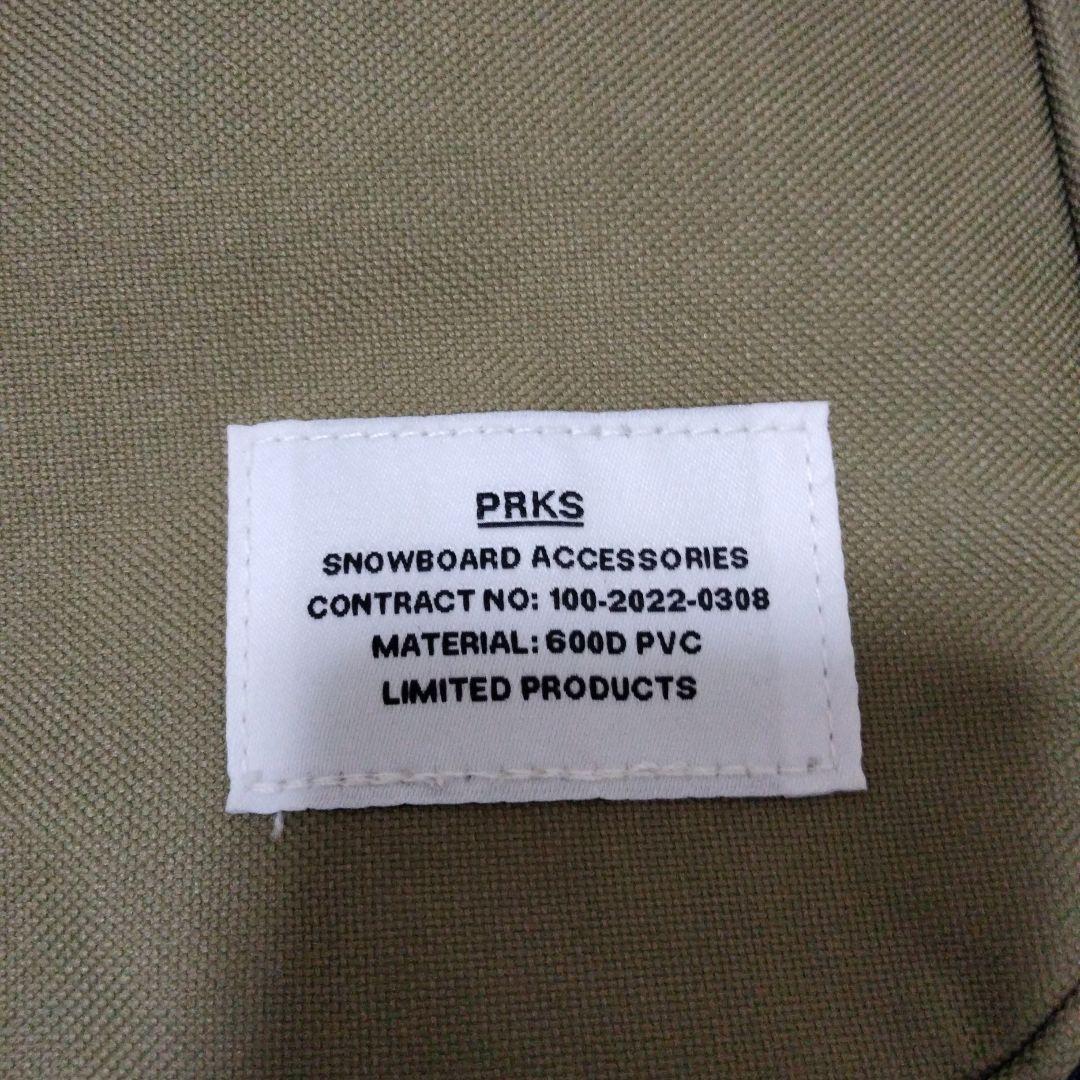 PRKS
SNOWBOARD ACCESSORIES
CONTRACT NO: 100-2022-0308
MATERIAL: 600D PVC
LIMITED PRODUCTS